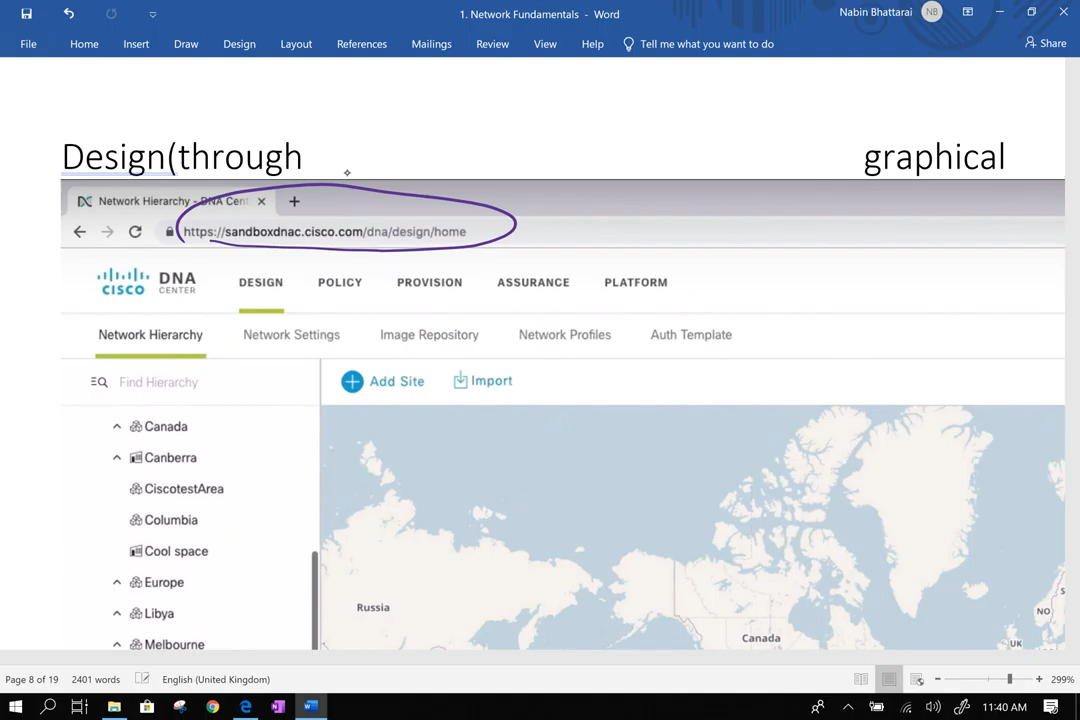 1. Network Fundamentals - Word
Nabin Bhattarai NB
File Home Insert Draw Design Layout References Mailings Review View Help Tell me what you want to do Share
Design(through graphical
Network Hierarchy - DNA Cent
https://sandboxdnac.cisco.com/dna/design/home
CISCO DNA CENTER DESIGN POLICY PROVISION ASSURANCE PLATFORM
Network Hierarchy Network Settings Image Repository Network Profiles Auth Template
Find Hierarchy Add Site Import
Canada
Canberra
CiscotestArea
Columbia
Cool space
Europe
Libya
Melbourne
Russia
Canada
NO
UK
S
Page 8 of 19 2401 words English (United Kingdom) 299%
11:40 AM